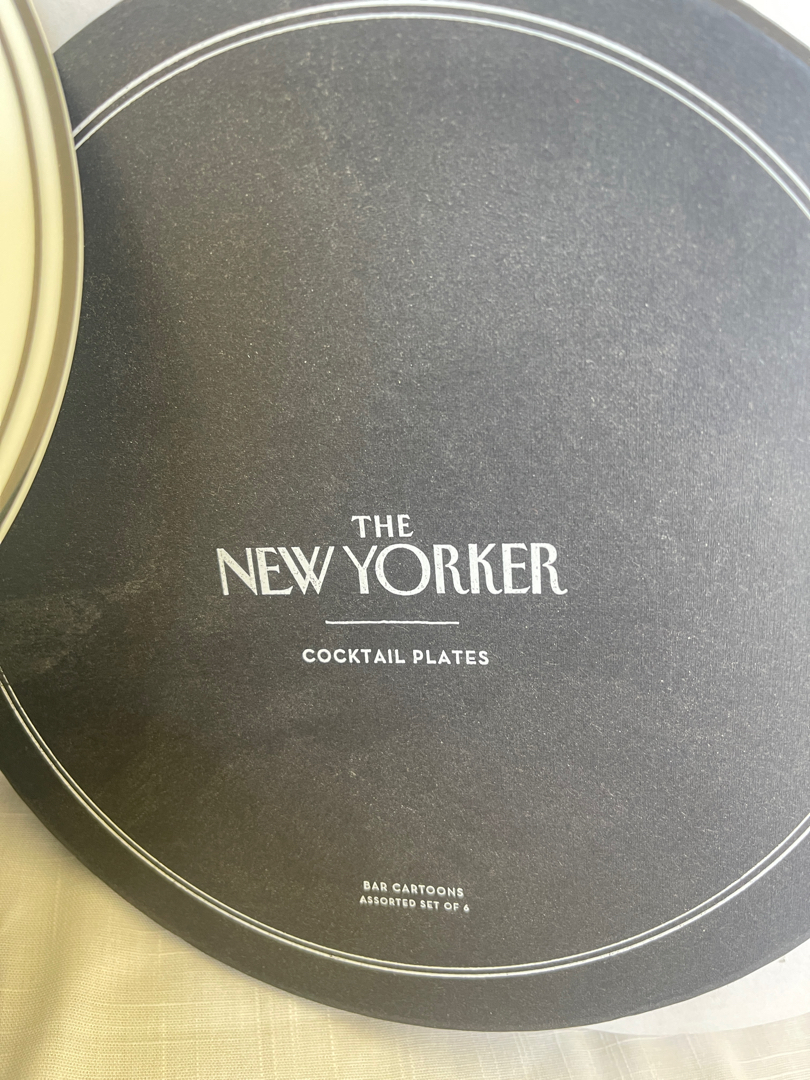 THE
NEW YORKER
COCKTAIL PLATES
BAR CARTOONS
ASSORTED SET OF 6